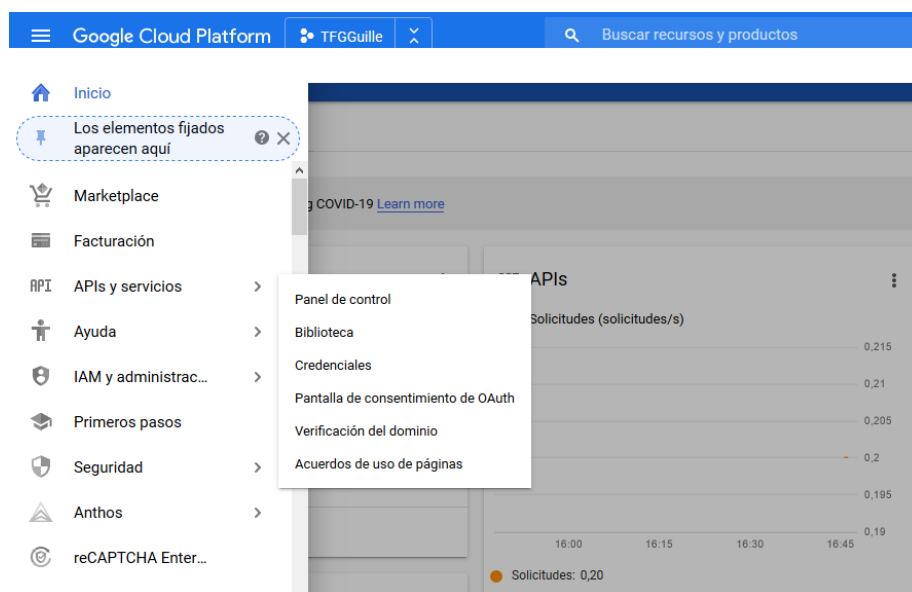 Google Cloud Platform
TFGGuille
Buscar recursos y productos
Inicio
Los elementos fijados
aparecen aquí
Marketplace
g COVID-19 Learn more
Facturación
API APIs y servicios
APIs
Panel de control
Solicitudes (solicitudes/s)
Ayuda
Biblioteca
0,215
IAM y administrac...
Credenciales
0,21
Pantalla de consentimiento de OAuth
Primeros pasos
Verificación del dominio
0,205
Seguridad
Acuerdos de uso de páginas
0,2
0,195
Anthos
0,19
16:00 16:15 16:30 16:45
reCAPTCHA Enter...
Solicitudes: 0,20